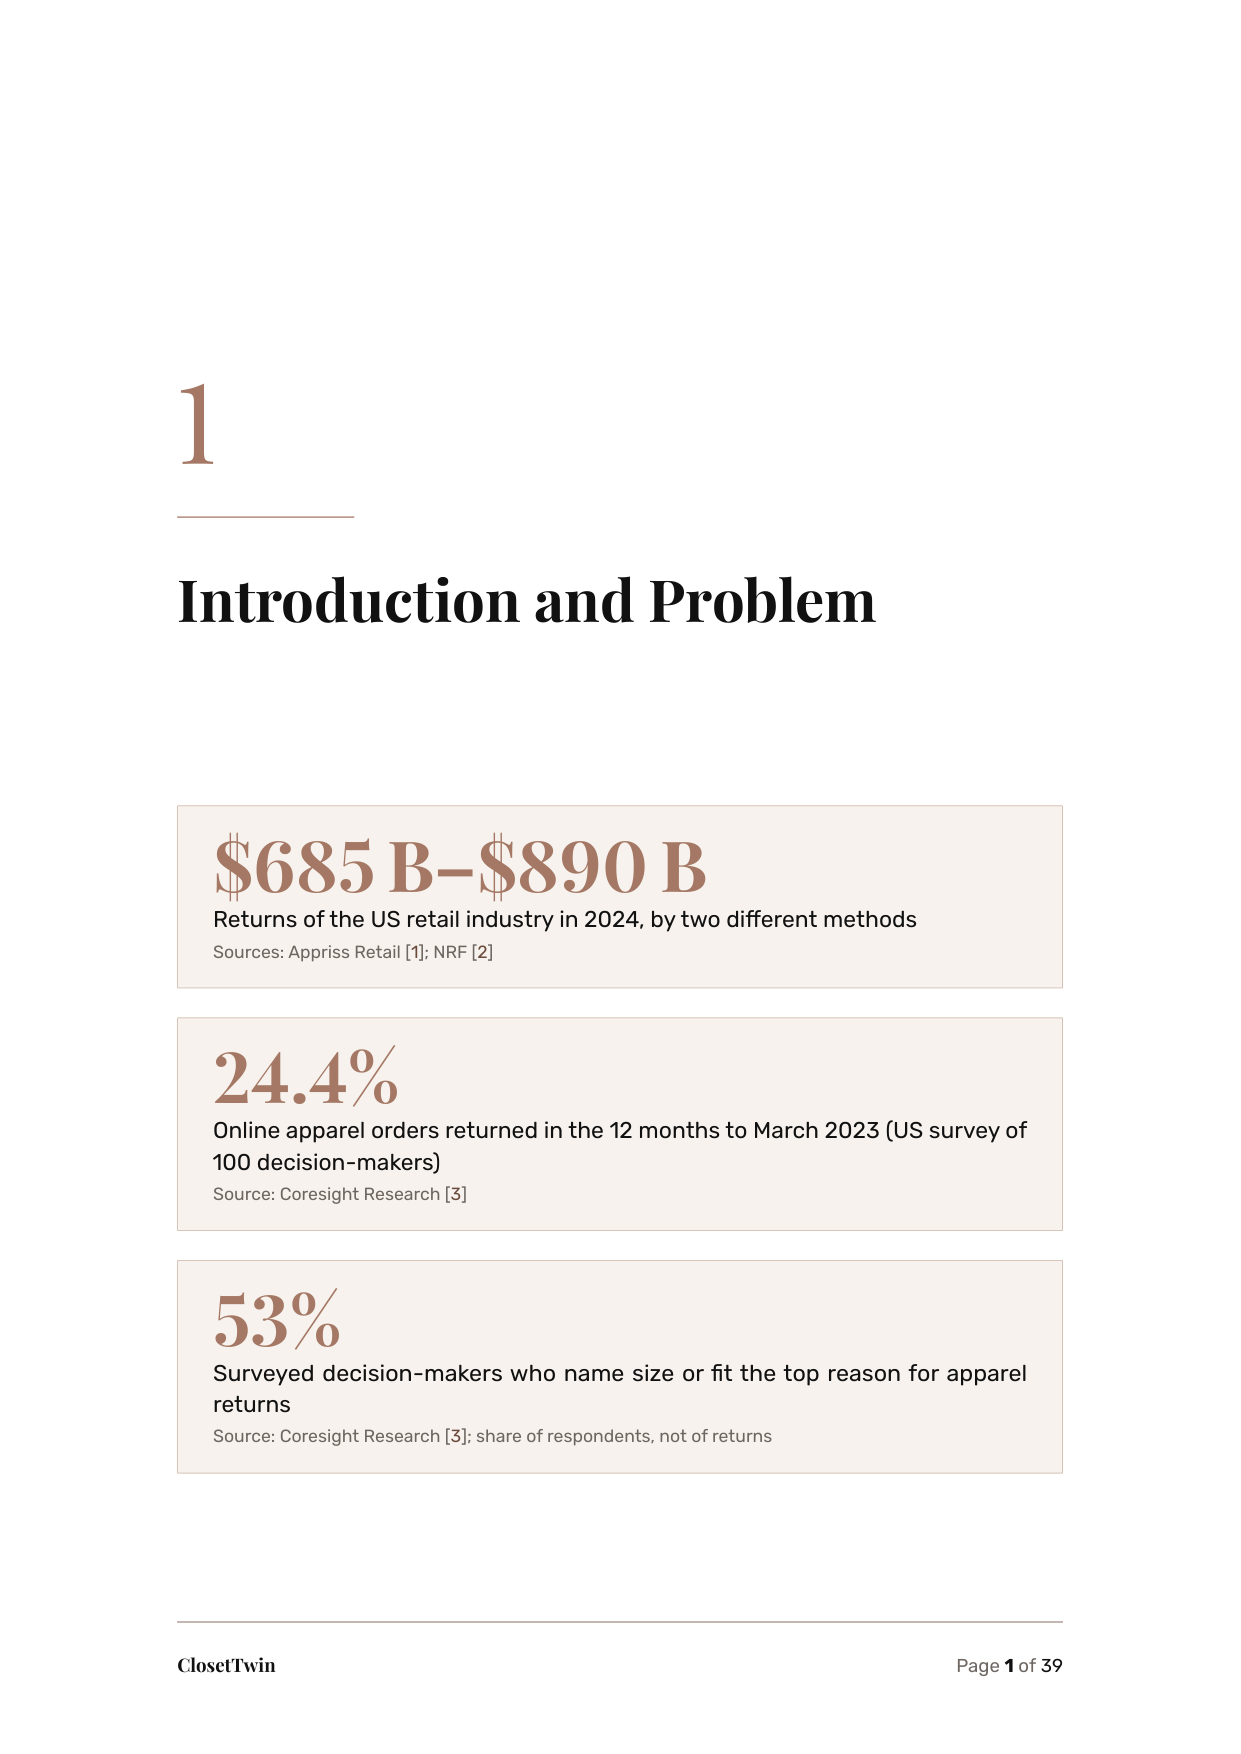 1
Introduction and Problem
$685 B–$890 B
Returns of the US retail industry in 2024, by two different methods
Sources: Appriss Retail [1]; NRF [2]
24.4%
Online apparel orders returned in the 12 months to March 2023 (US survey of
100 decision-makers)
Source: Coresight Research [3]
53%
Surveyed decision-makers who name size or fit the top reason for apparel
returns
Source: Coresight Research [3]; share of respondents, not of returns
ClosetTwin
Page 1 of 39